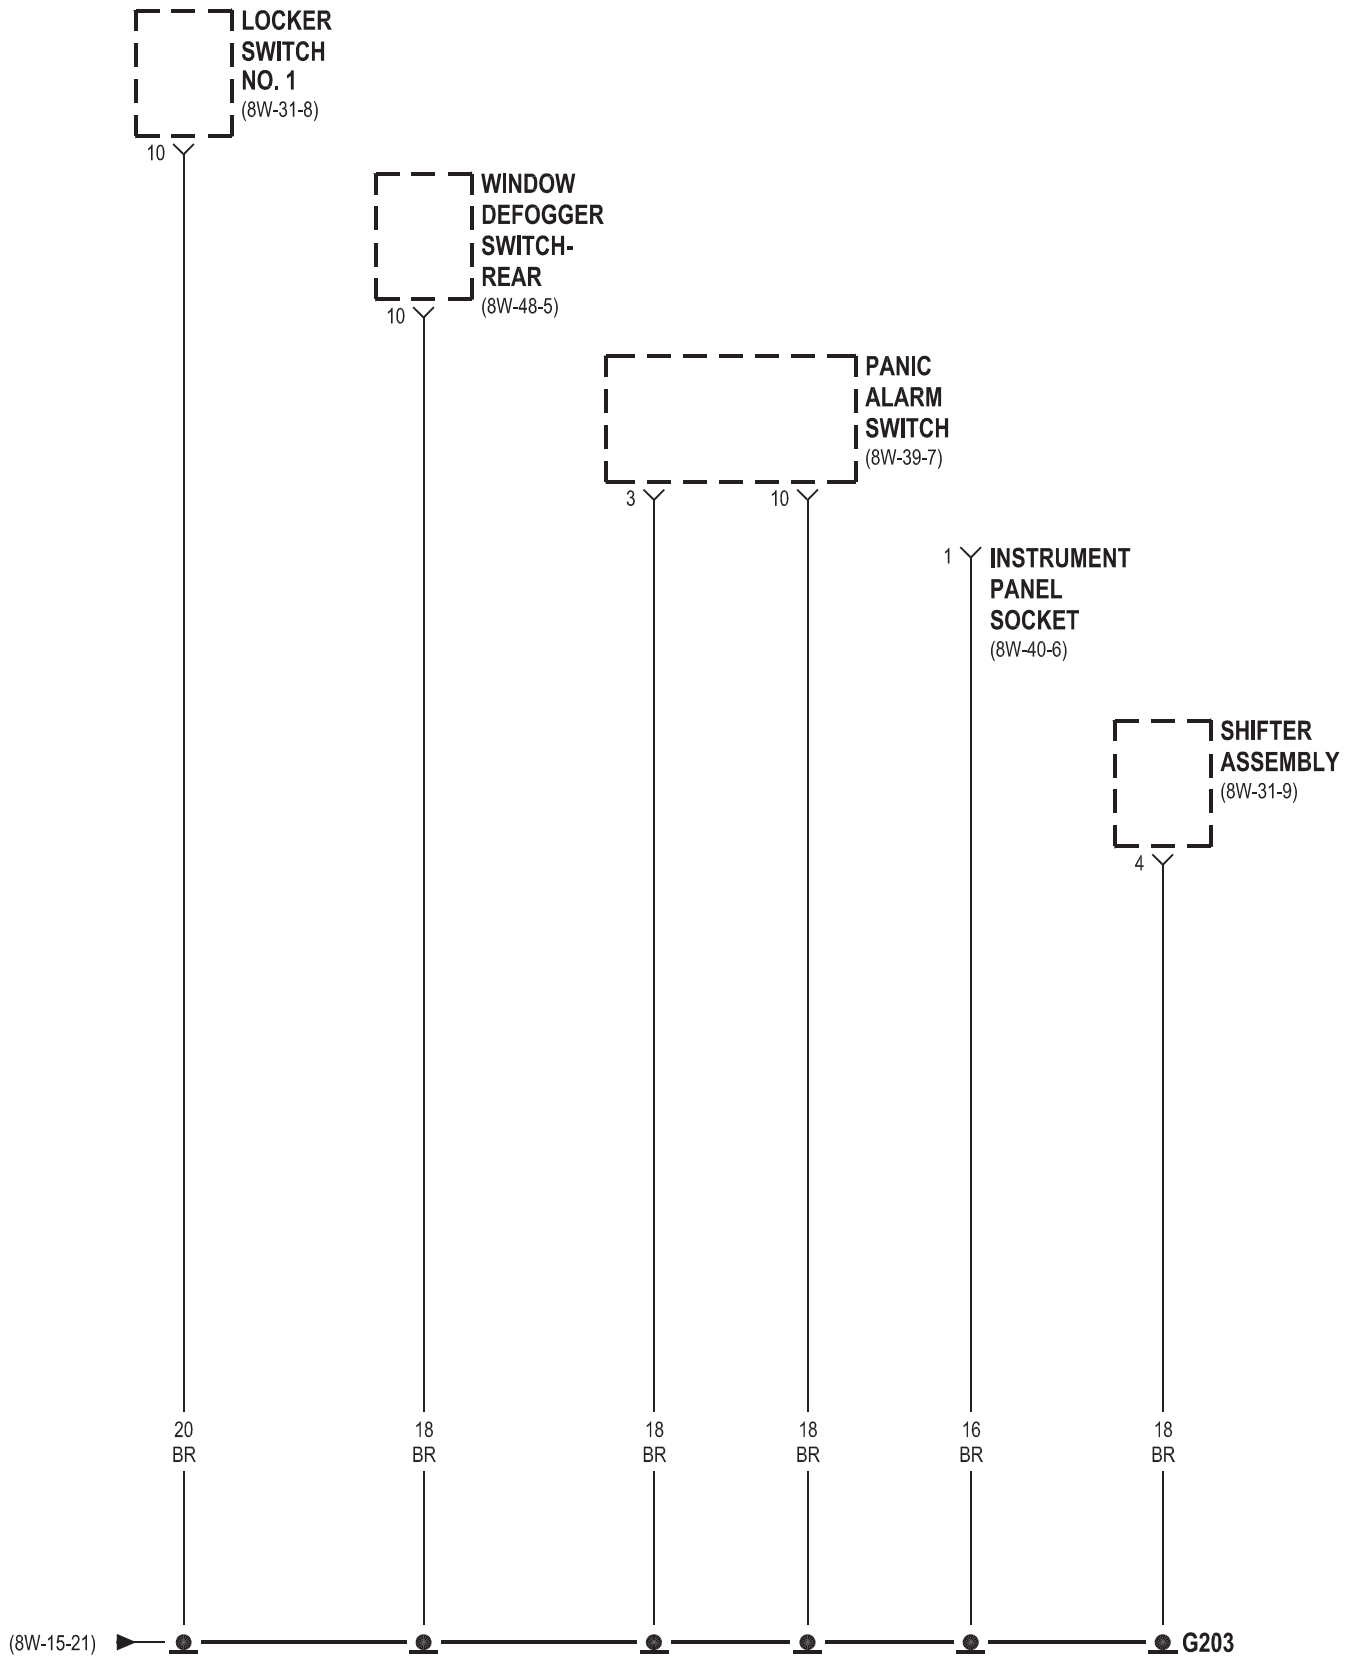 LOCKER
SWITCH
NO. 1
(8W-31-8)
10
WINDOW
DEFOGGER
SWITCH-
REAR
(8W-48-5)
10
PANIC
ALARM
SWITCH
(8W-39-7)
3
10
1
INSTRUMENT
PANEL
SOCKET
(8W-40-6)
SHIFTER
ASSEMBLY
(8W-31-9)
4
20
BR
18
BR
18
BR
18
BR
16
BR
18
BR
(8W-15-21)
G203